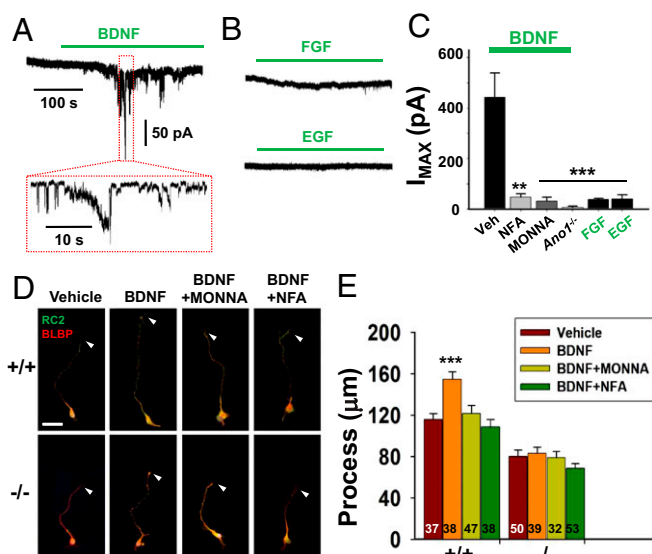 A
BDNF
100 s
50 pA
10 s
B
FGF
EGF
C
BDNF
I MAX (pA)
600
400
200
0
**
***
Veh
NFA
MONNA
Ano1-/-
FGF
EGF
D
Vehicle
BDNF
BDNF
+MONNA
BDNF
+NFA
RC2
BLBP
+/+
-/-
E
Process (μm)
200
160
120
80
40
0
***
Vehicle
BDNF
BDNF+MONNA
BDNF+NFA
37 38 47 38 50 39 32 53
+/+